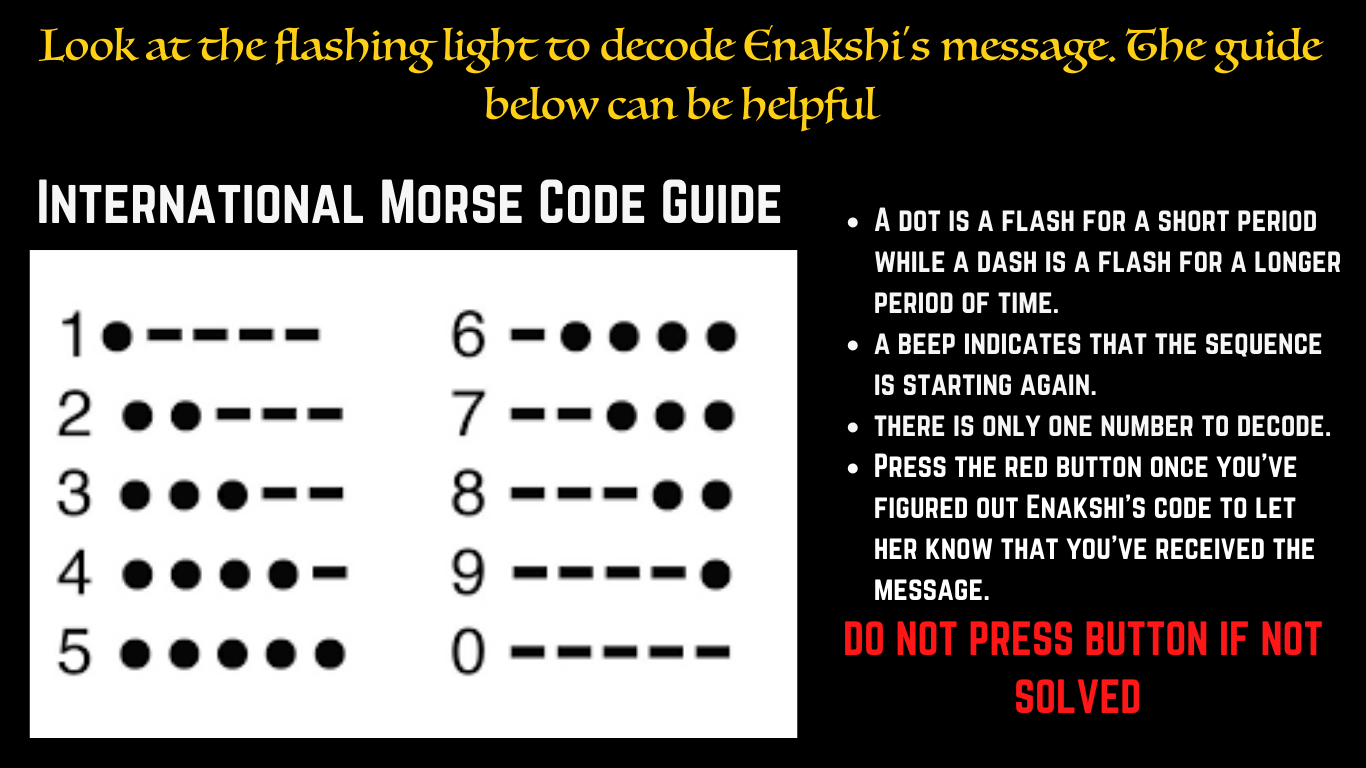 Look at the flashing light to decode Enakshi's message. The guide
below can be helpful
International Morse Code Guide
1 ●----
2 ●●---
3 ●●●--
4 ●●●●-
5 ●●●●●
6 -●●●●
7 --●●●
8 ---●●
9 ----●
0 -----
• A dot is a flash for a short period
while a dash is a flash for a longer
period of time.
• a beep indicates that the sequence
is starting again.
• there is only one number to decode.
• Press the red button once you've
figured out Enakshi's code to let
her know that you've received the
message.
DO NOT PRESS BUTTON IF NOT
SOLVED